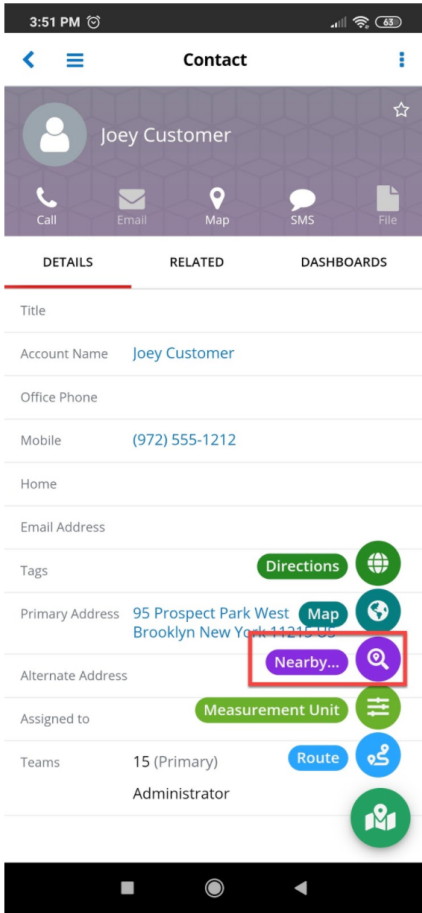 3:51 PM
63
Contact
Joey Customer
Call
Email
Map
SMS
File
DETAILS
RELATED
DASHBOARDS
Title
Account Name Joey Customer
Office Phone
Mobile (972) 555-1212
Home
Email Address
Directions
Tags
Primary Address 95 Prospect Park West
Map
Brooklyn New York 11215 US
Nearby...
Alternate Address
Measurement Unit
Assigned to
Teams 15 (Primary)
Route
Administrator